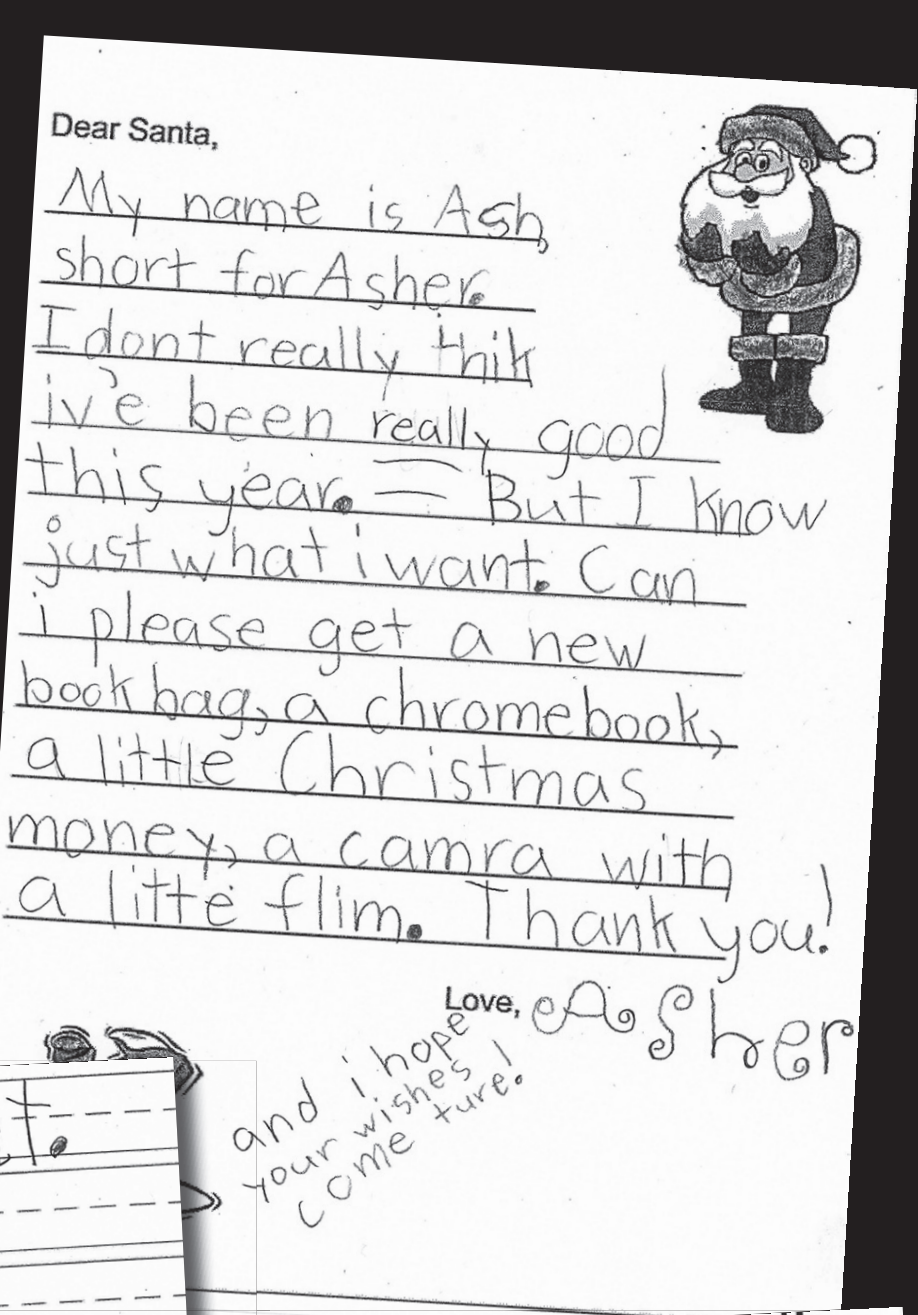 Dear Santa,
My name is Ash,
short for Asher.
I dont really thik
iv'e been really good
this year. But I know
just what i want. Can
i please get a new
book bag, a chromebook,
a little Christmas
money, a camra with
a litte flim. Thank you!
Love, Asher
and i hope
your wishes
come ture!
t.